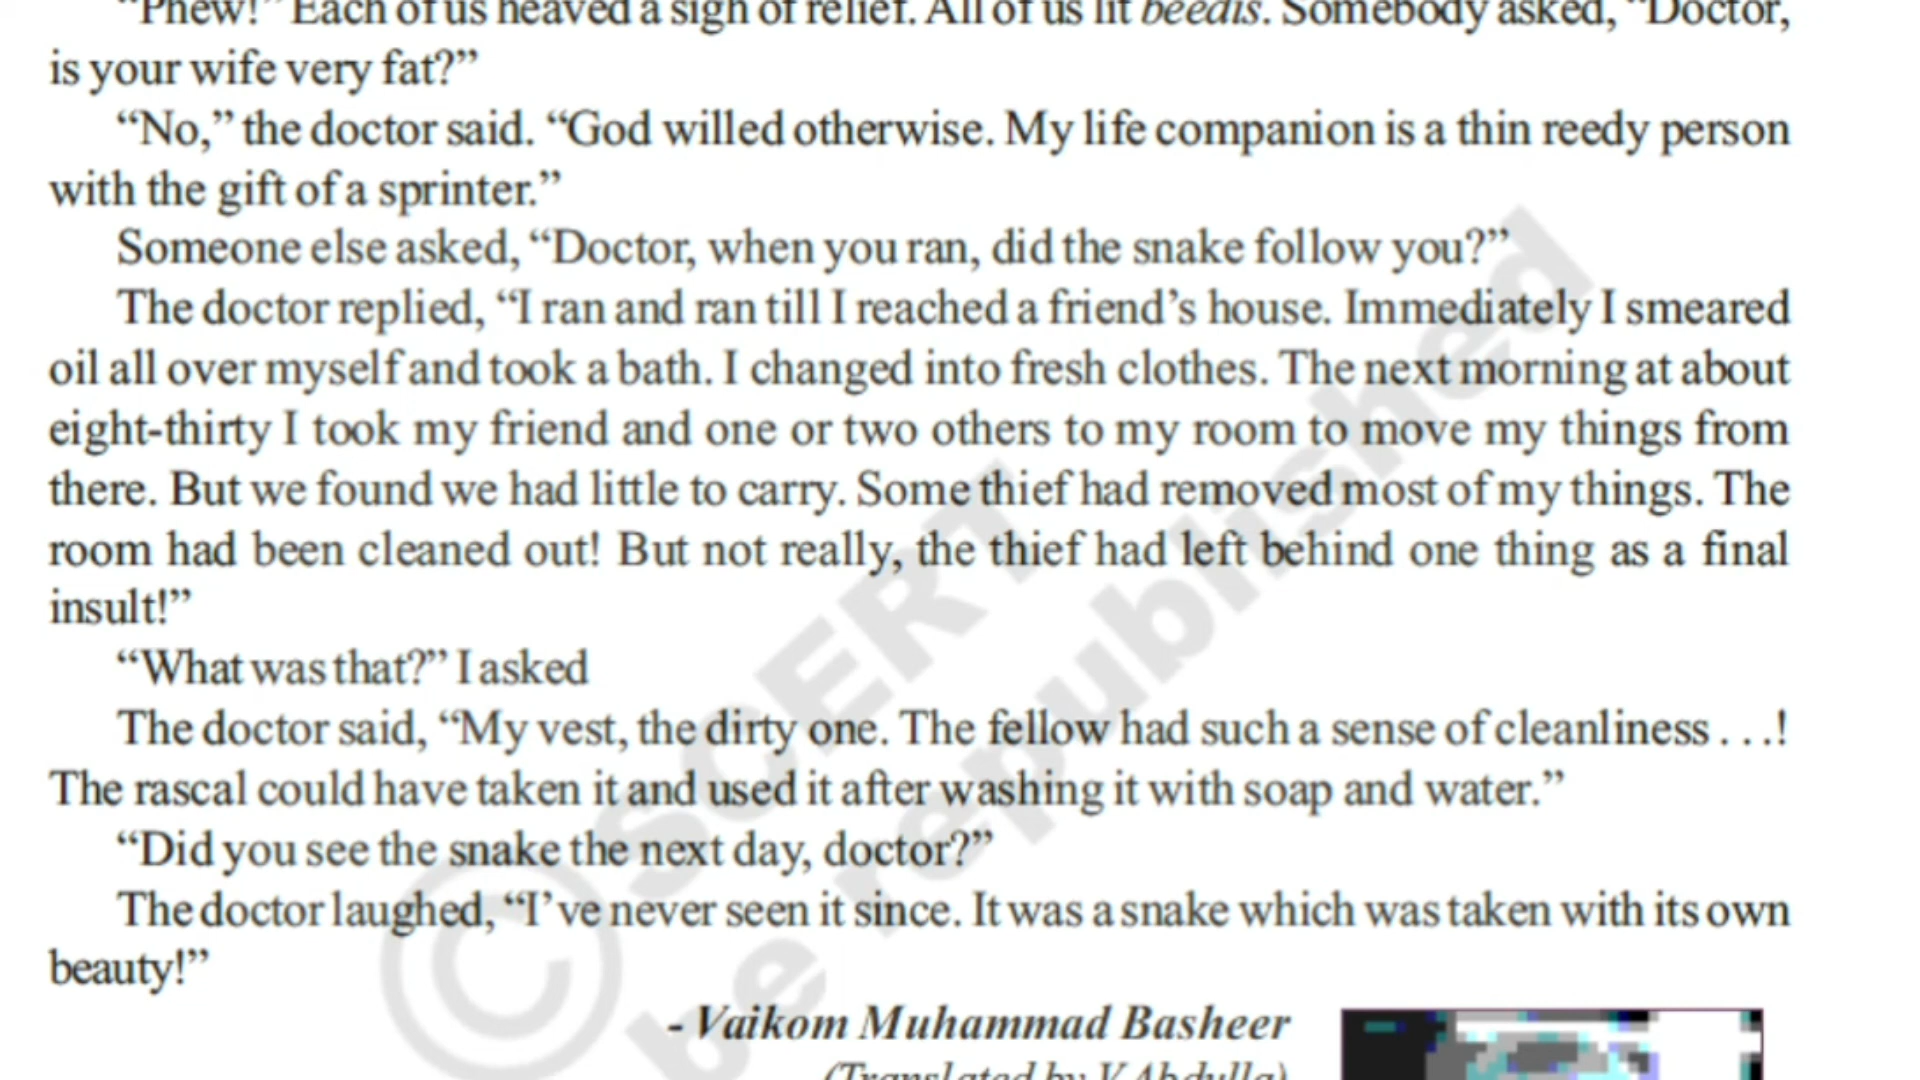 "Phew!" Each of us heaved a sigh of relief. All of us lit beedis. Somebody asked, "Doctor,
is your wife very fat?"
"No," the doctor said. "God willed otherwise. My life companion is a thin reedy person
with the gift of a sprinter."
Someone else asked, "Doctor, when you ran, did the snake follow you?"
The doctor replied, "I ran and ran till I reached a friend's house. Immediately I smeared
oil all over myself and took a bath. I changed into fresh clothes. The next morning at about
eight-thirty I took my friend and one or two others to my room to move my things from
there. But we found we had little to carry. Some thief had removed most of my things. The
room had been cleaned out! But not really, the thief had left behind one thing as a final
insult!"
"What was that?" I asked
The doctor said, "My vest, the dirty one. The fellow had such a sense of cleanliness . . .!
The rascal could have taken it and used it after washing it with soap and water."
"Did you see the snake the next day, doctor?"
The doctor laughed, "I've never seen it since. It was a snake which was taken with its own
beauty!"
- Vaikom Muhammad Basheer
(Translated by V Abdulla)
© SCERT
be republished